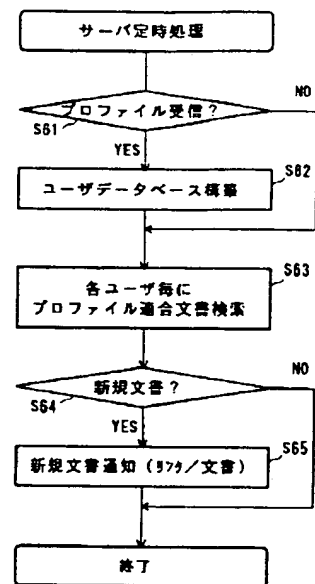 サーバ定時処理
プロファイル受信？
NO
S61
YES
S62
ユーザデータベース構築
S63
各ユーザ毎に
プロファイル適合文書検索
新規文書？
NO
S64
YES
S65
新規文書通知（リンク／文書）
終了